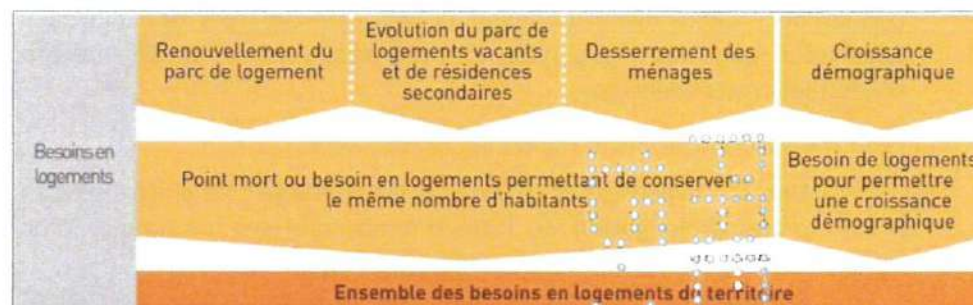 Renouvellement du
parc de logement
Evolution du parc de
logements vacants
et de résidences
secondaires
Desserrement des
ménages
Croissance
démographique
Besoins en
logements
Point mort ou besoin en logements permettant de conserver
le même nombre d'habitants
Besoin de logements
pour permettre
une croissance
démographique
Ensemble des besoins en logements du territoire